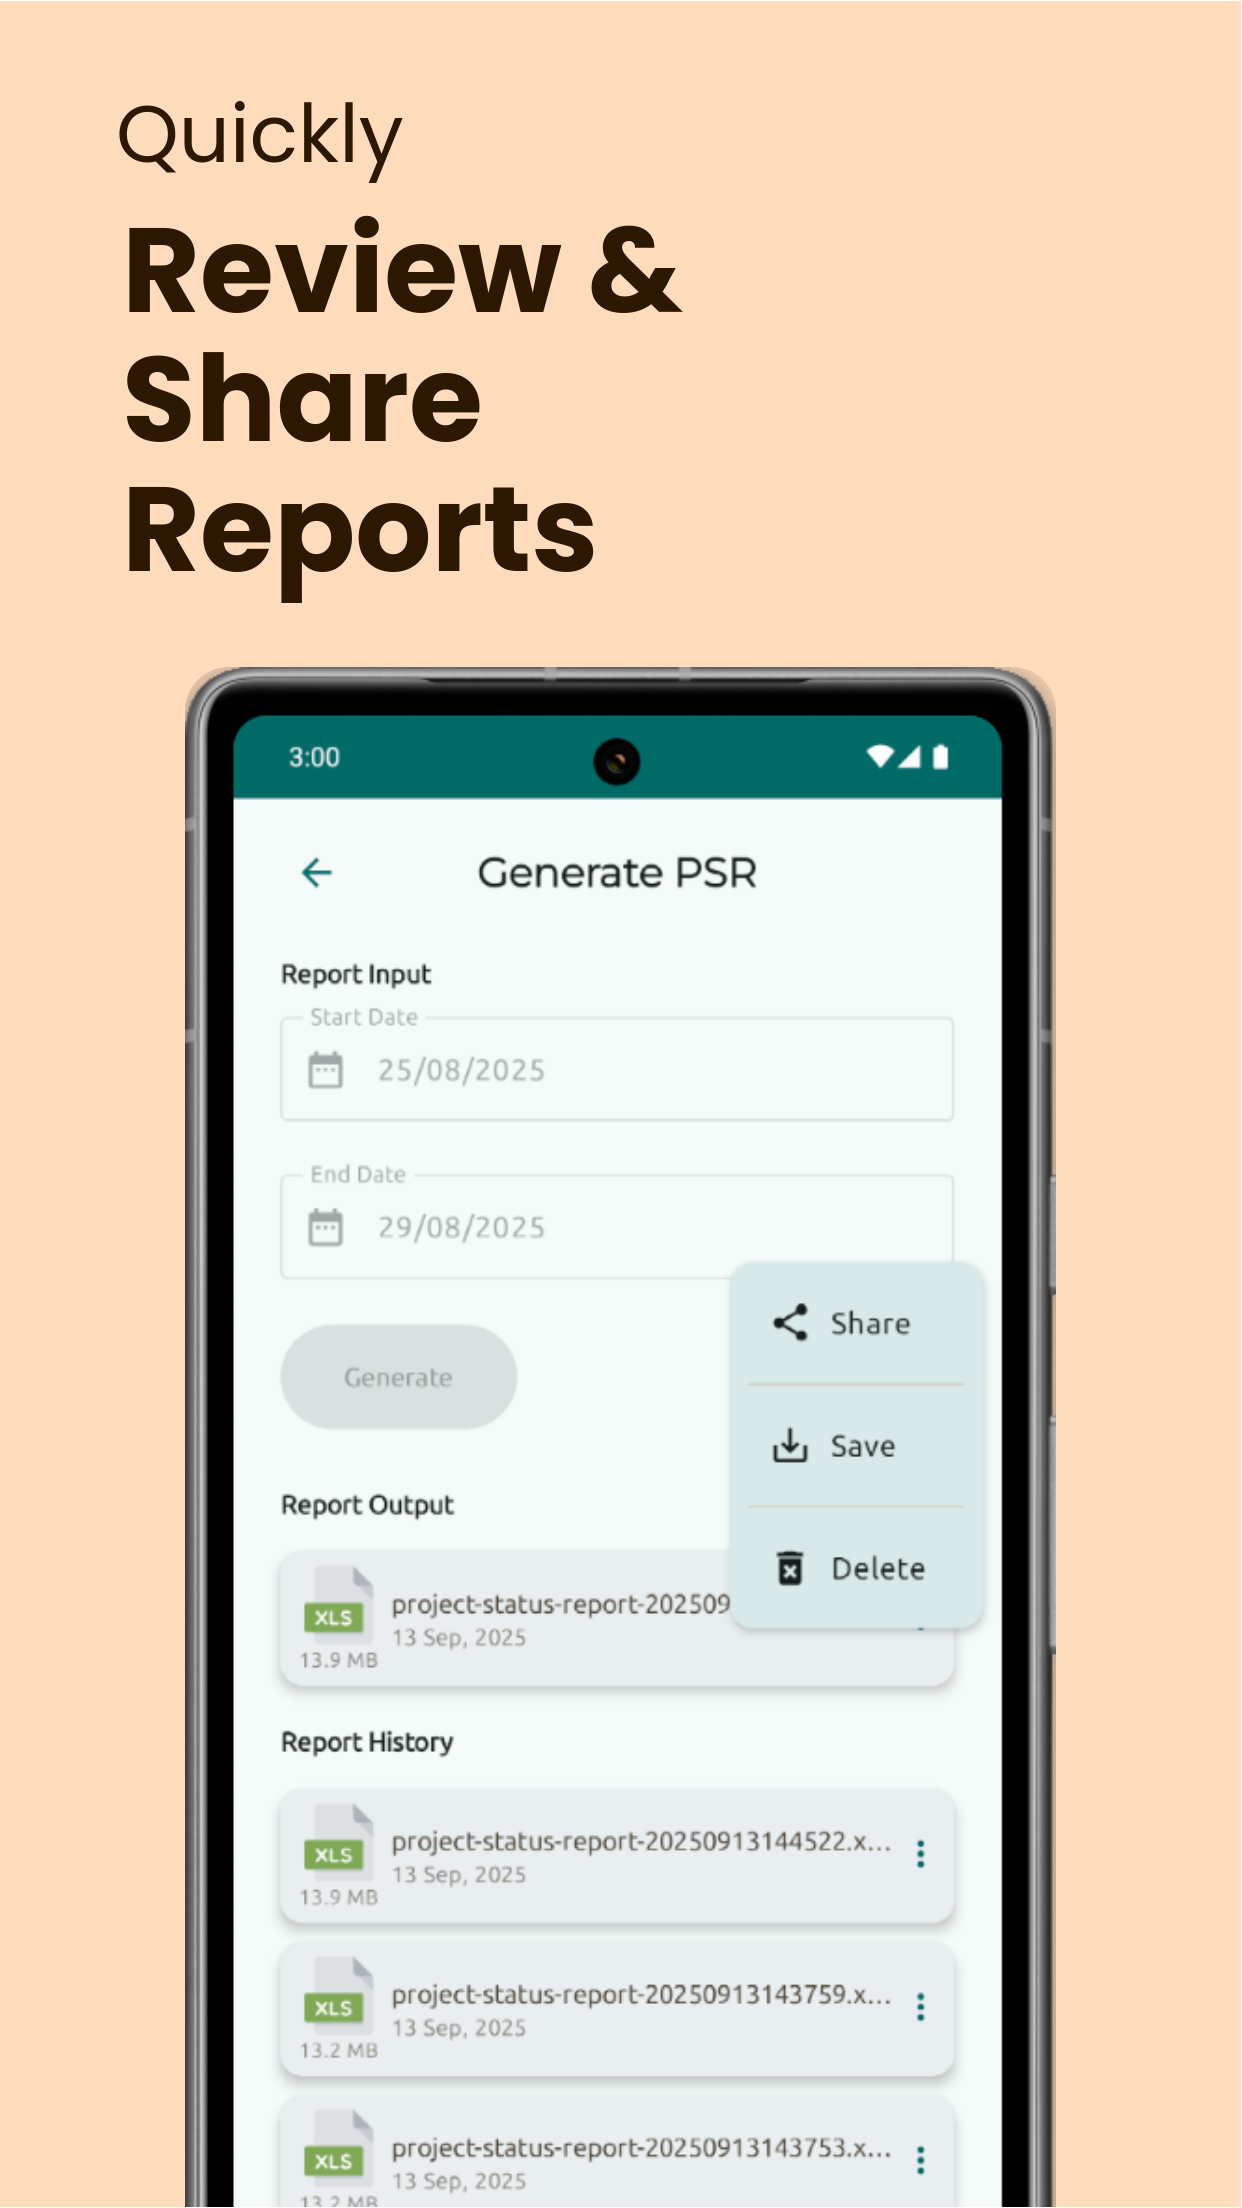 Quickly
Review &
Share
Reports
3:00
Generate PSR
Report Input
Start Date
25/08/2025
End Date
29/08/2025
Share
Generate
Save
Report Output
Delete
XLS
project-status-report-202509
13 Sep, 2025
13.9 MB
Report History
XLS
project-status-report-20250913144522.x...
13 Sep, 2025
13.9 MB
XLS
project-status-report-20250913143759.x...
13 Sep, 2025
13.2 MB
XLS
project-status-report-20250913143753.x...
13 Sep, 2025
13.2 MB